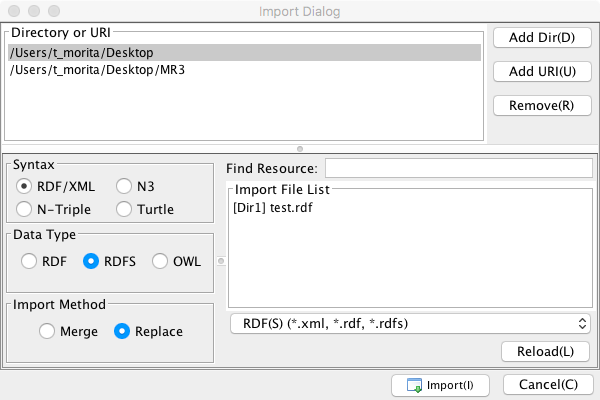 Import Dialog
Directory or URI
/Users/t_morita/Desktop
/Users/t_morita/Desktop/MR3
Add Dir(D)
Add URI(U)
Remove(R)
Syntax
RDF/XML
N3
N-Triple
Turtle
Data Type
RDF
RDFS
OWL
Import Method
Merge
Replace
Find Resource:
Import File List
[Dir1] test.rdf
RDF(S) (*.xml, *.rdf, *.rdfs)
Reload(L)
Import(I)
Cancel(C)